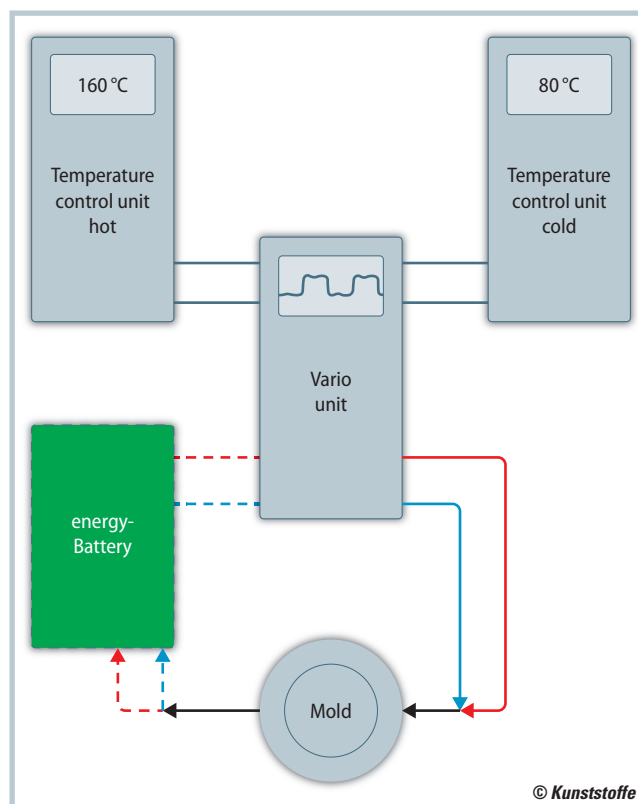 160 °C
Temperature
control unit
hot
80 °C
Temperature
control unit
cold
Vario
unit
energy-
Battery
Mold
© Kunststoffe